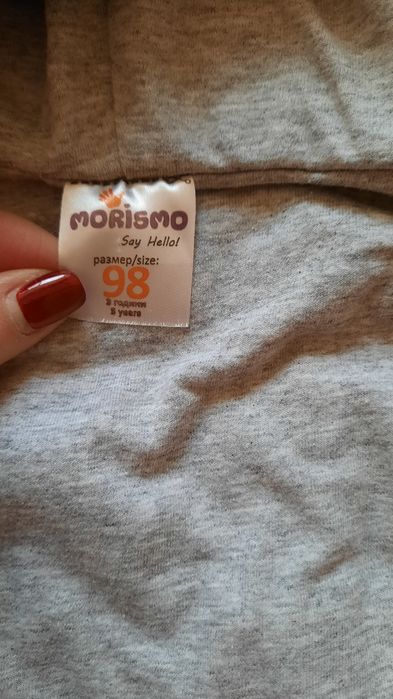 MORISMO
Say Hello!
размер/size:
98
3 години
3 years